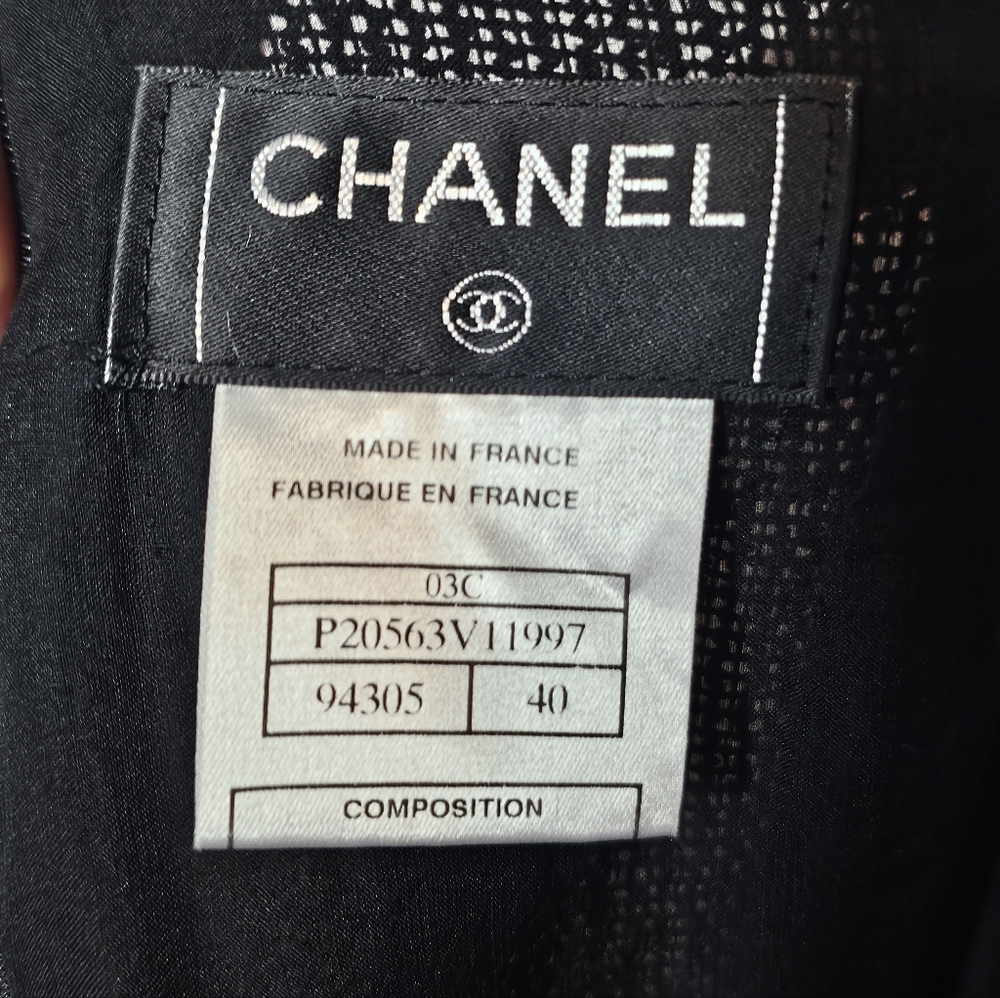 CHANEL
MADE IN FRANCE
FABRIQUE EN FRANCE
03C
P20563V11997
94305 40
COMPOSITION